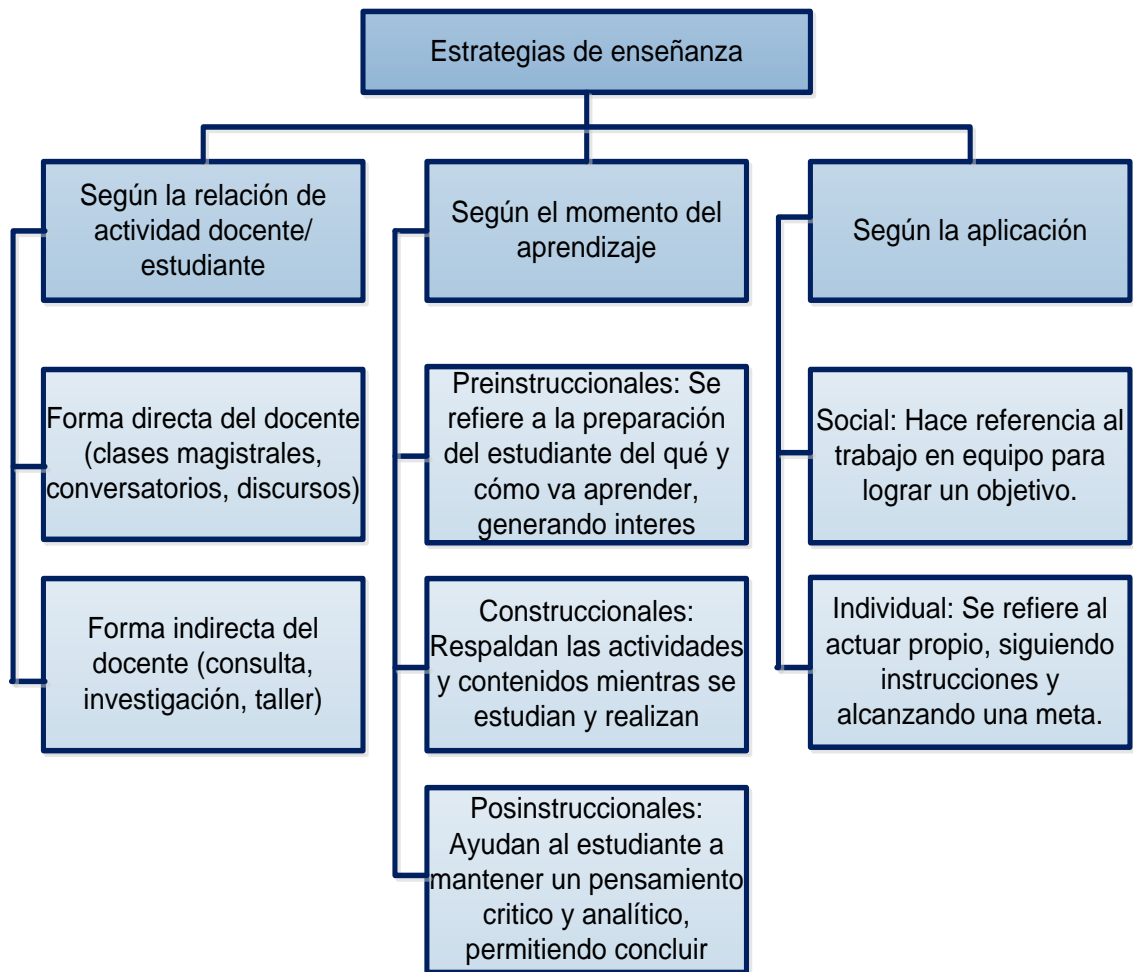 Estrategias de enseñanza
Según la relación de
actividad docente/
estudiante
Según el momento del
aprendizaje
Según la aplicación
Forma directa del docente
(clases magistrales,
conversatorios, discursos)
Forma indirecta del
docente (consulta,
investigación, taller)
Preinstruccionales: Se
refiere a la preparación
del estudiante del qué y
cómo va aprender,
generando interes
Construccionales:
Respaldan las actividades
y contenidos mientras se
estudian y realizan
Posinstruccionales:
Ayudan al estudiante a
mantener un pensamiento
critico y analítico,
permitiendo concluir
Social: Hace referencia al
trabajo en equipo para
lograr un objetivo.
Individual: Se refiere al
actuar propio, siguiendo
instrucciones y
alcanzando una meta.